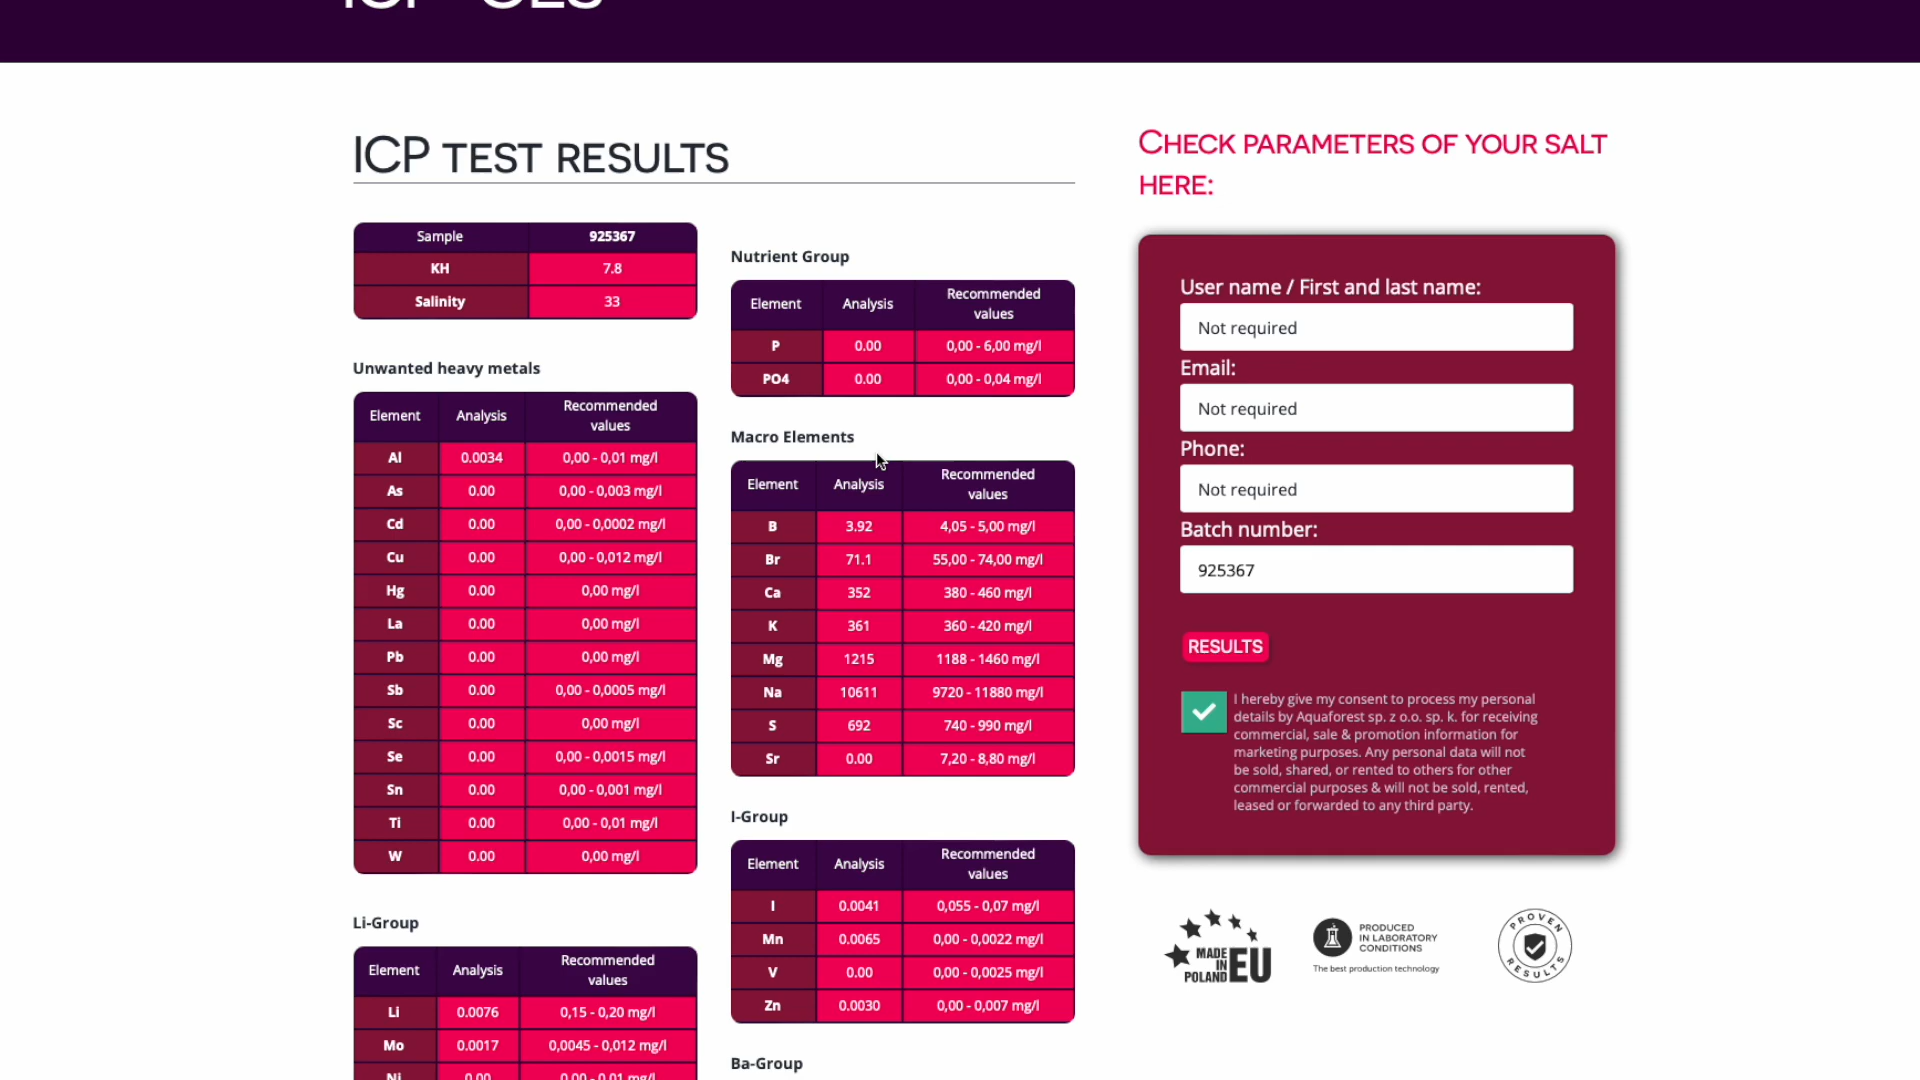 ICP TEST RESULTS
Sample 925367
KH 7.8
Salinity 33
Unwanted heavy metals
Element Analysis Recommended values
Al 0.0034 0,00 - 0,01 mg/l
As 0.00 0,00 - 0,003 mg/l
Cd 0.00 0,00 - 0,0002 mg/l
Cu 0.00 0,00 - 0,012 mg/l
Hg 0.00 0,00 mg/l
La 0.00 0,00 mg/l
Pb 0.00 0,00 mg/l
Sb 0.00 0,00 - 0,0005 mg/l
Sc 0.00 0,00 mg/l
Se 0.00 0,00 - 0,0015 mg/l
Sn 0.00 0,00 - 0,001 mg/l
Ti 0.00 0,00 - 0,01 mg/l
W 0.00 0,00 mg/l
Li-Group
Element Analysis Recommended values
Li 0.0076 0,15 - 0,20 mg/l
Mo 0.0017 0,0045 - 0,012 mg/l
Ni 0.00 0,00 - 0,01 mg/l
Nutrient Group
Element Analysis Recommended values
P 0.00 0,00 - 6,00 mg/l
PO4 0.00 0,00 - 0,04 mg/l
Macro Elements
Element Analysis Recommended values
B 3.92 4,05 - 5,00 mg/l
Br 71.1 55,00 - 74,00 mg/l
Ca 352 380 - 460 mg/l
K 361 360 - 420 mg/l
Mg 1215 1188 - 1460 mg/l
Na 10611 9720 - 11880 mg/l
S 692 740 - 990 mg/l
Sr 0.00 7,20 - 8,80 mg/l
I-Group
Element Analysis Recommended values
I 0.0041 0,055 - 0,07 mg/l
Mn 0.0065 0,00 - 0,0022 mg/l
V 0.00 0,00 - 0,0025 mg/l
Zn 0.0030 0,00 - 0,007 mg/l
Ba-Group
CHECK PARAMETERS OF YOUR SALT
HERE:
User name / First and last name:
Not required
Email:
Not required
Phone:
Not required
Batch number:
925367
RESULTS
I hereby give my consent to process my personal
details by Aquaforest sp. z o.o. sp. k. for receiving
commercial, sale & promotion information for
marketing purposes. Any personal data will not
be sold, shared, or rented to others for other
commercial purposes & will not be sold, rented,
leased or forwarded to any third party.
MADE IN POLAND EU
PRODUCED
IN LABORATORY
CONDITIONS
The best production technology
PROVEN RESULTS